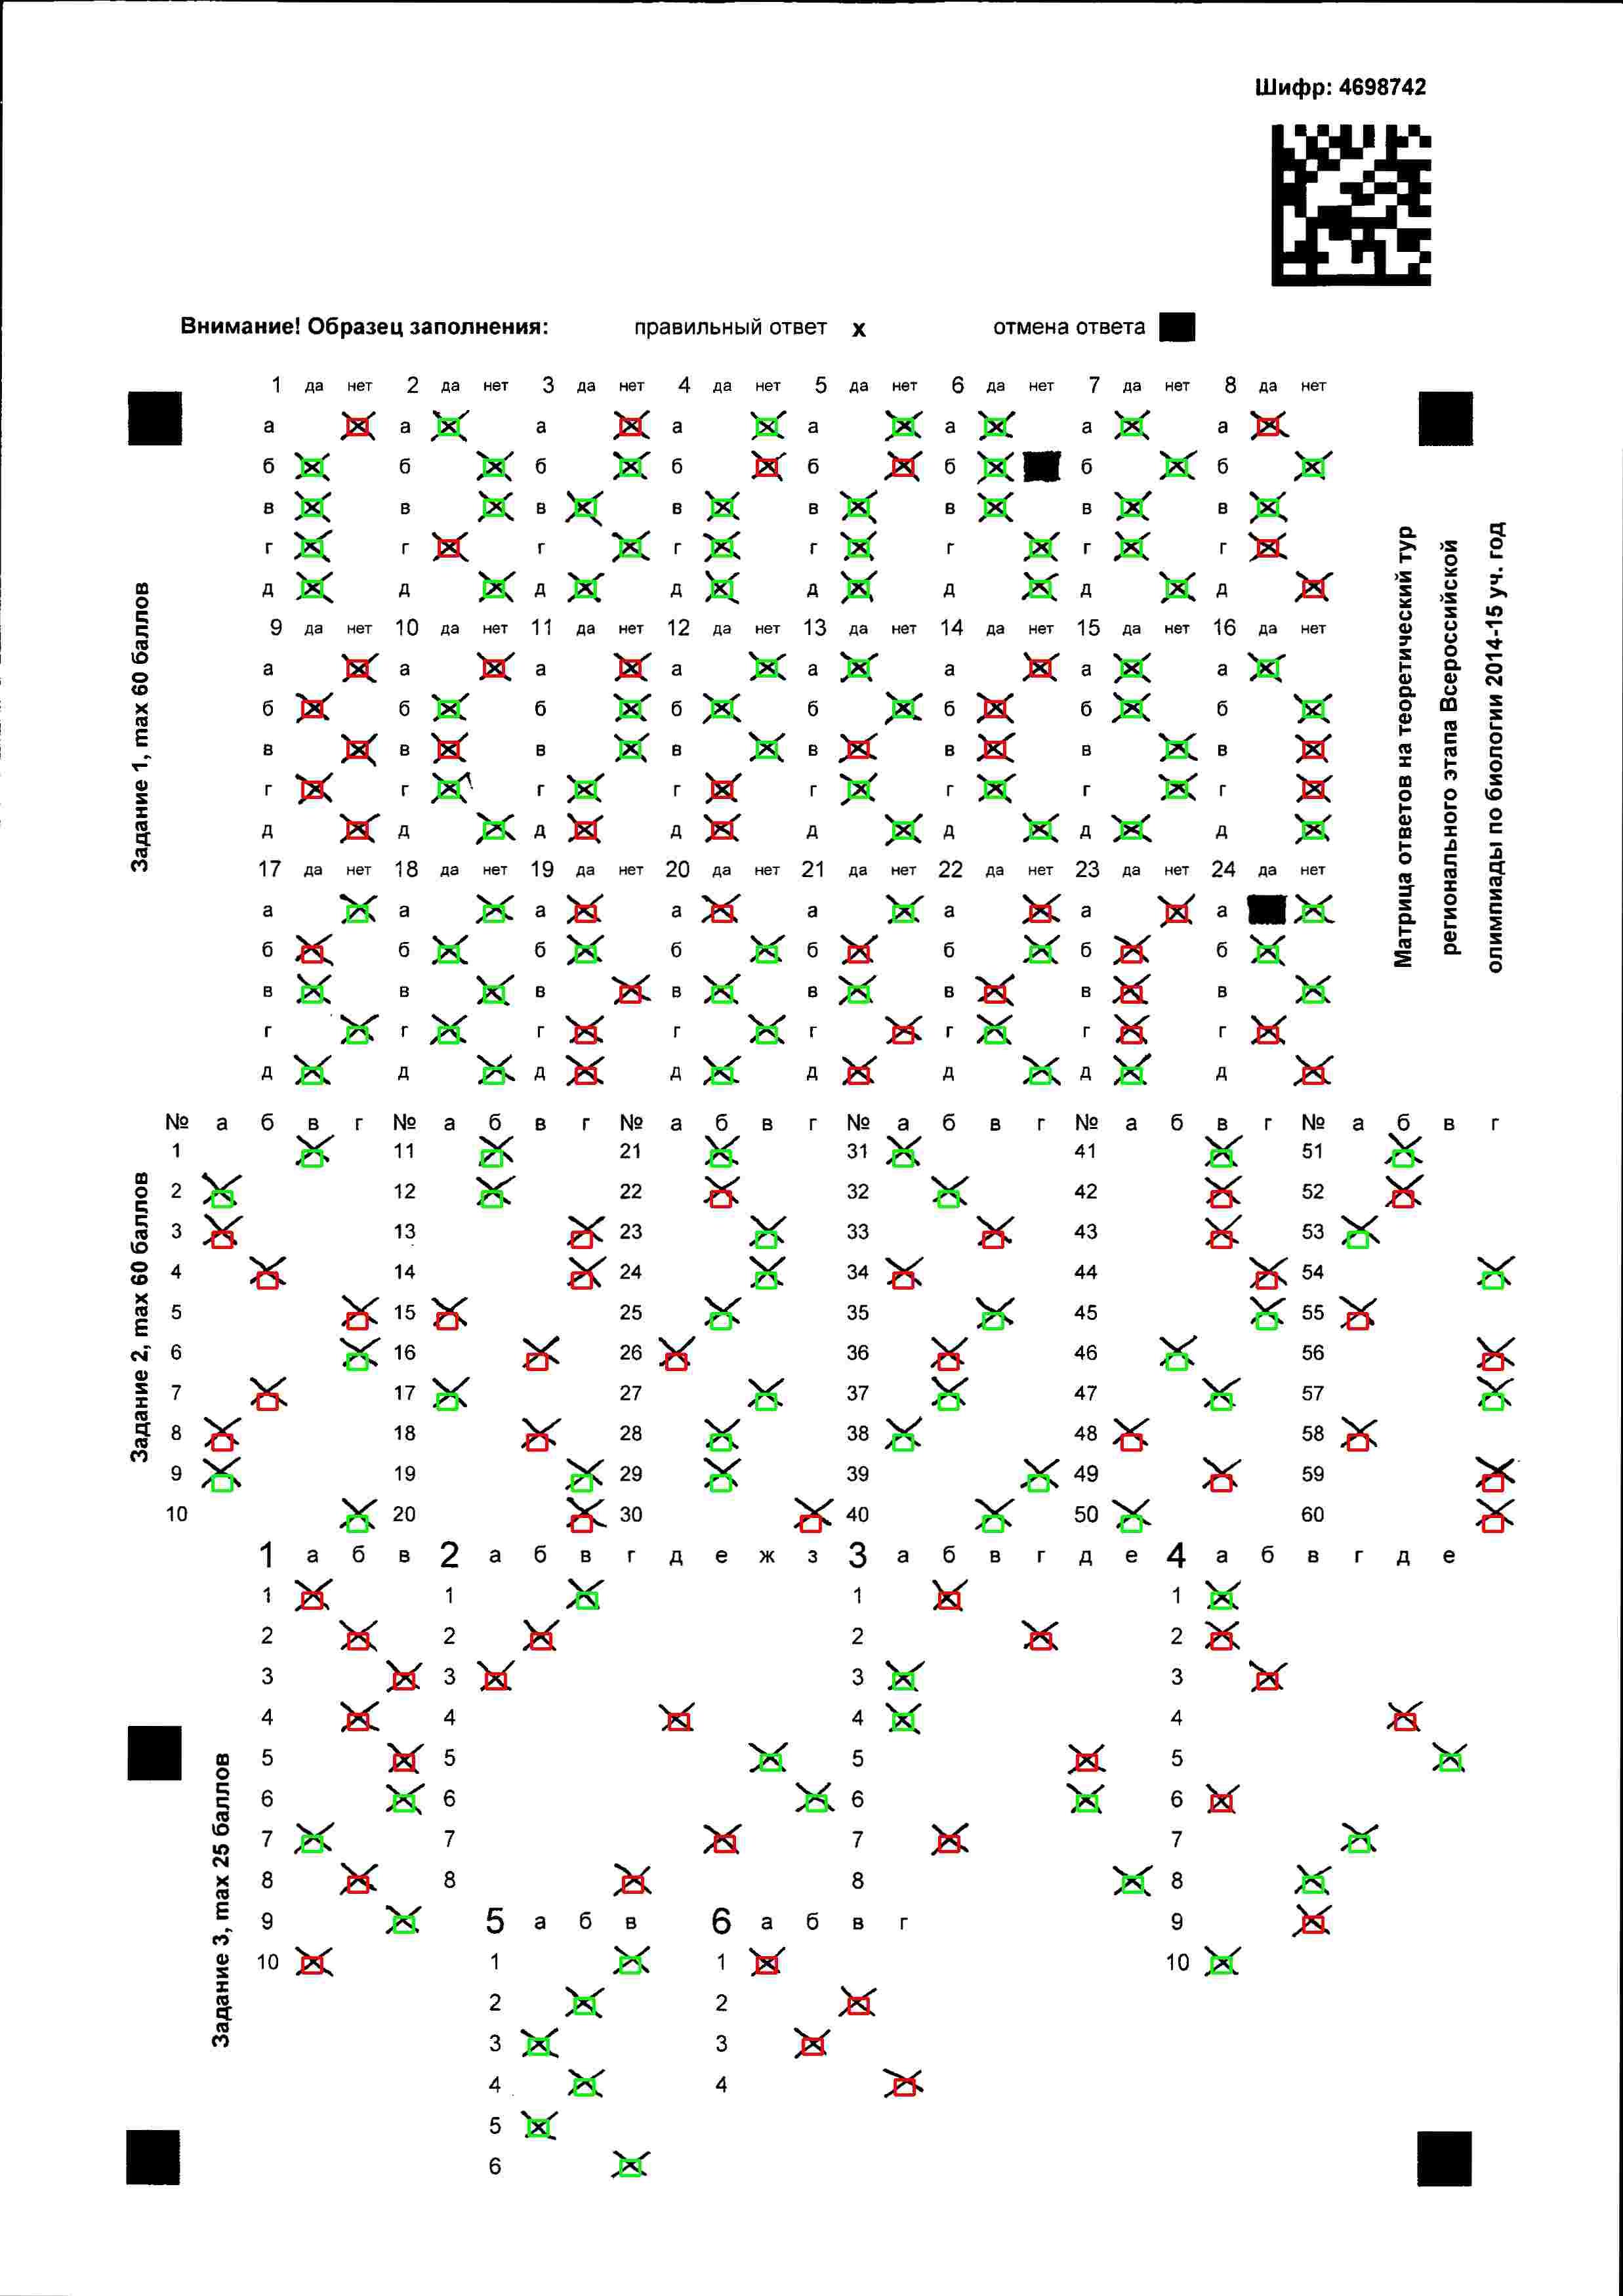 Шифр: 4698742
Внимание! Образец заполнения: правильный ответ x отмена ответа
Матрица ответов на теоретический тур
регионального этапа Всероссийской
олимпиады по биологии 2014-15 уч. год
Задание 1, max 60 баллов
1 да нет 2 да нет 3 да нет 4 да нет 5 да нет 6 да нет 7 да нет 8 да нет
а а а а а а а а
б б б б б б б б
в в в в в в в в
г г г г г г г г
д д д д д д д д
9 да нет 10 да нет 11 да нет 12 да нет 13 да нет 14 да нет 15 да нет 16 да нет
а а а а а а а а
б б б б б б б б
в в в в в в в в
г г г г г г г г
д д д д д д д д
17 да нет 18 да нет 19 да нет 20 да нет 21 да нет 22 да нет 23 да нет 24 да нет
а а а а а а а а
б б б б б б б б
в в в в в в в в
г г г г г г г г
д д д д д д д д
Задание 2, max 60 баллов
№ а б в г № а б в г № а б в г № а б в г № а б в г № а б в г
1 11 21 31 41 51
2 12 22 32 42 52
3 13 23 33 43 53
4 14 24 34 44 54
5 15 25 35 45 55
6 16 26 36 46 56
7 17 27 37 47 57
8 18 28 38 48 58
9 19 29 39 49 59
10 20 30 40 50 60
Задание 3, max 25 баллов
1 а б в 2 а б в г д е ж з 3 а б в г д е 4 а б в г д е
1 1 1 1
2 2 2 2
3 3 3 3
4 4 4 4
5 5 5 5
6 6 6 6
7 7 7 7
8 8 8 8
9 9
10 10
5 а б в 6 а б в г
1 1
2 2
3 3
4 4
5
6